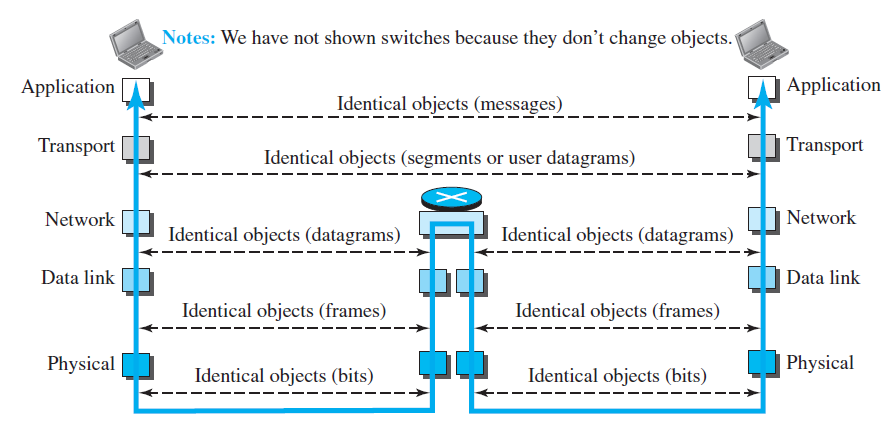 Notes: We have not shown switches because they don’t change objects.
Application
Application
Identical objects (messages)
Transport
Transport
Identical objects (segments or user datagrams)
Network
Network
Identical objects (datagrams)
Identical objects (datagrams)
Data link
Data link
Identical objects (frames)
Identical objects (frames)
Physical
Physical
Identical objects (bits)
Identical objects (bits)